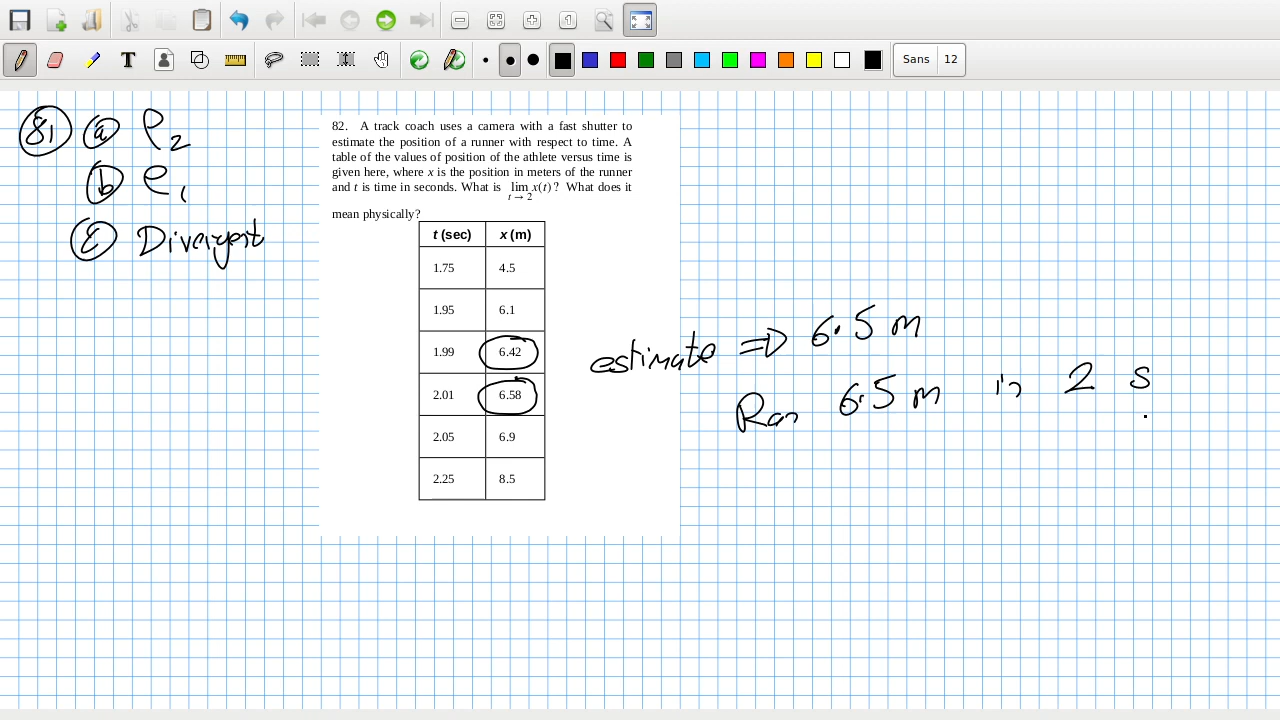 Sans 12
81 a ρ2
b ρ1
c Divergent
82. A track coach uses a camera with a fast shutter to
estimate the position of a runner with respect to time. A
table of the values of position of the athlete versus time is
given here, where x is the position in meters of the runner
and t is time in seconds. What is lim t → 2 x(t)? What does it
mean physically?
t (sec) x (m)
1.75 4.5
1.95 6.1
1.99 6.42
2.01 6.58
2.05 6.9
2.25 8.5
estimate ⇒ 6.5 m
Ran 6.5 m in 2 s.